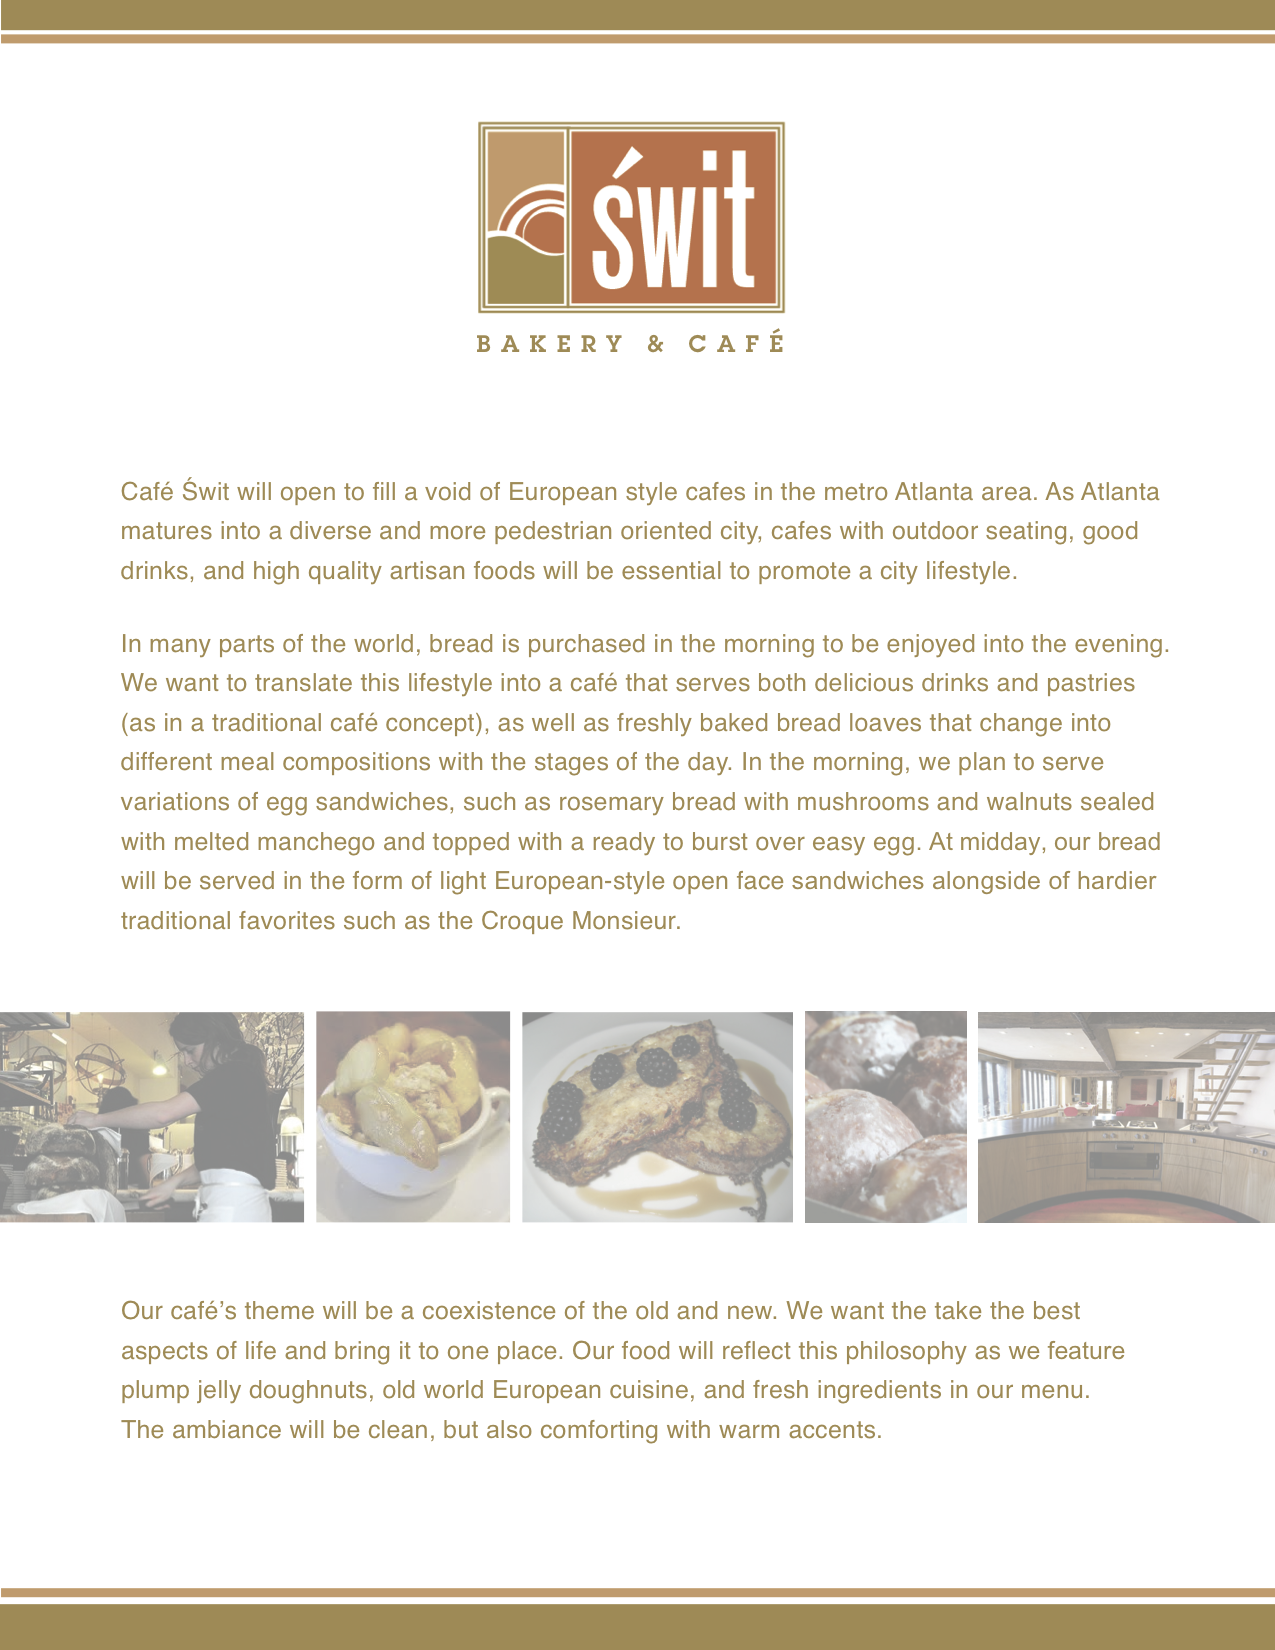 świt
BAKERY & CAFÉ
Café Świt will open to fill a void of European style cafes in the metro Atlanta area. As Atlanta
matures into a diverse and more pedestrian oriented city, cafes with outdoor seating, good
drinks, and high quality artisan foods will be essential to promote a city lifestyle.
In many parts of the world, bread is purchased in the morning to be enjoyed into the evening.
We want to translate this lifestyle into a café that serves both delicious drinks and pastries
(as in a traditional café concept), as well as freshly baked bread loaves that change into
different meal compositions with the stages of the day. In the morning, we plan to serve
variations of egg sandwiches, such as rosemary bread with mushrooms and walnuts sealed
with melted manchego and topped with a ready to burst over easy egg. At midday, our bread
will be served in the form of light European-style open face sandwiches alongside of hardier
traditional favorites such as the Croque Monsieur.
Our café’s theme will be a coexistence of the old and new. We want the take the best
aspects of life and bring it to one place. Our food will reflect this philosophy as we feature
plump jelly doughnuts, old world European cuisine, and fresh ingredients in our menu.
The ambiance will be clean, but also comforting with warm accents.